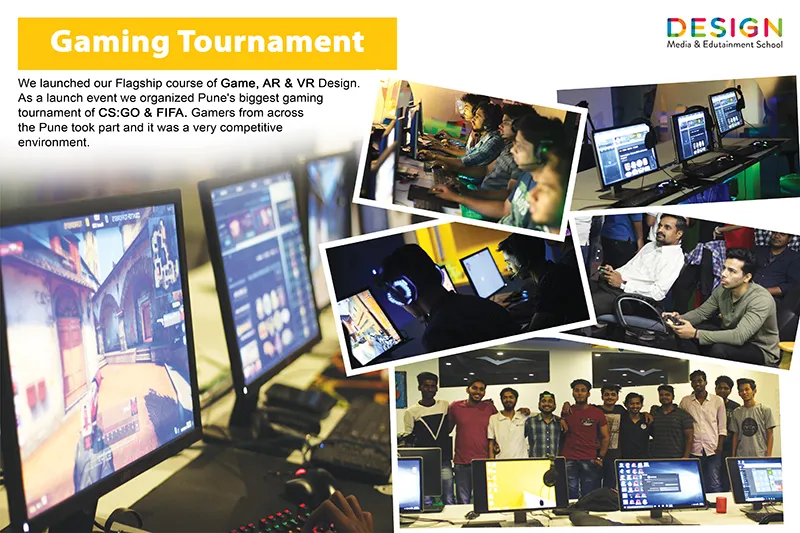 Gaming Tournament
DESIGN
Media & Edutainment School
We launched our Flagship course of Game, AR & VR Design.
As a launch event we organized Pune's biggest gaming
tournament of CS:GO & FIFA. Gamers from across
the Pune took part and it was a very competitive
environment.